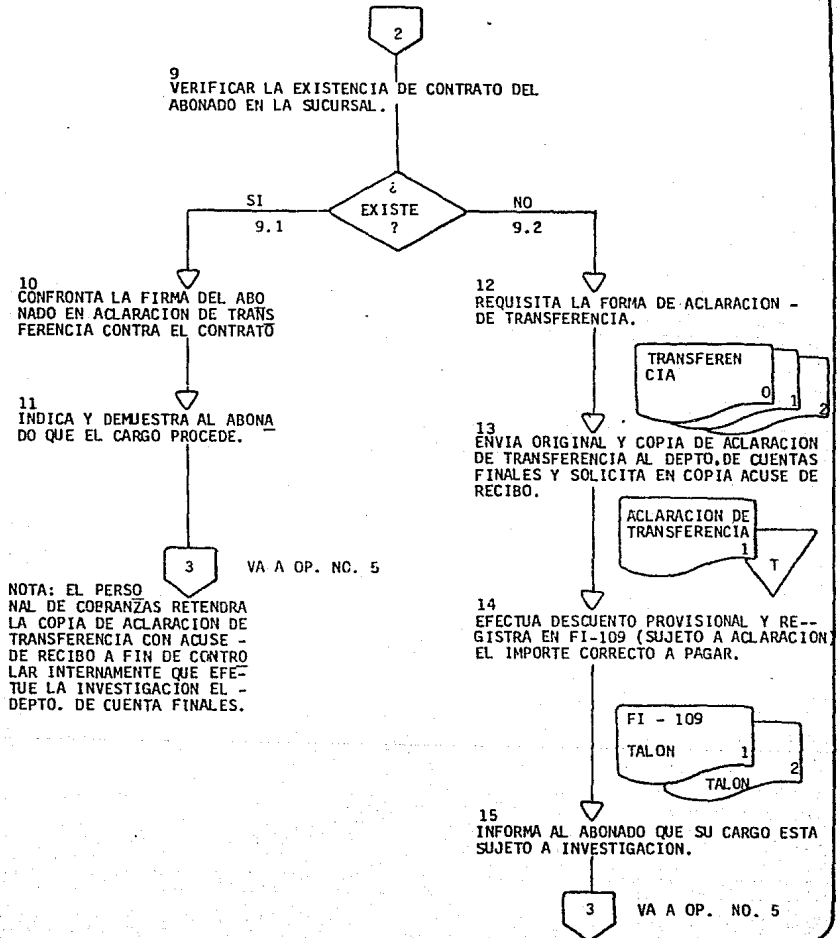 2
9
VERIFICAR LA EXISTENCIA DE CONTRATO DEL
ABONADO EN LA SUCURSAL.
¿
EXISTE
?
SI
9.1
NO
9.2
10
CONFRONTA LA FIRMA DEL ABO
NADO EN ACLARACION DE TRANS
FERENCIA CONTRA EL CONTRATO
11
INDICA Y DEMUESTRA AL ABONA
DO QUE EL CARGO PROCEDE.
3
VA A OP. NO. 5
NOTA: EL PERSO
NAL DE COBRANZAS RETENDRA
LA COPIA DE ACLARACION DE
TRANSFERENCIA CON ACUSE -
DE RECIBO A FIN DE CONTRO
LAR INTERNAMENTE QUE EFE-
TUE LA INVESTIGACION EL -
DEPTO. DE CUENTA FINALES.
12
REQUISITA LA FORMA DE ACLARACION -
DE TRANSFERENCIA.
TRANSFEREN
CIA
0
1
2
13
ENVIA ORIGINAL Y COPIA DE ACLARACION
DE TRANSFERENCIA AL DEPTO. DE CUENTAS
FINALES Y SOLICITA EN COPIA ACUSE DE
RECIBO.
ACLARACION DE
TRANSFERENCIA
1
T
14
EFECTUA DESCUENTO PROVISIONAL Y RE--
GISTRA EN FI-109 (SUJETO A ACLARACION)
EL IMPORTE CORRECTO A PAGAR.
FI - 109
TALON
1
TALON
2
15
INFORMA AL ABONADO QUE SU CARGO ESTA
SUJETO A INVESTIGACION.
3
VA A OP. NO. 5